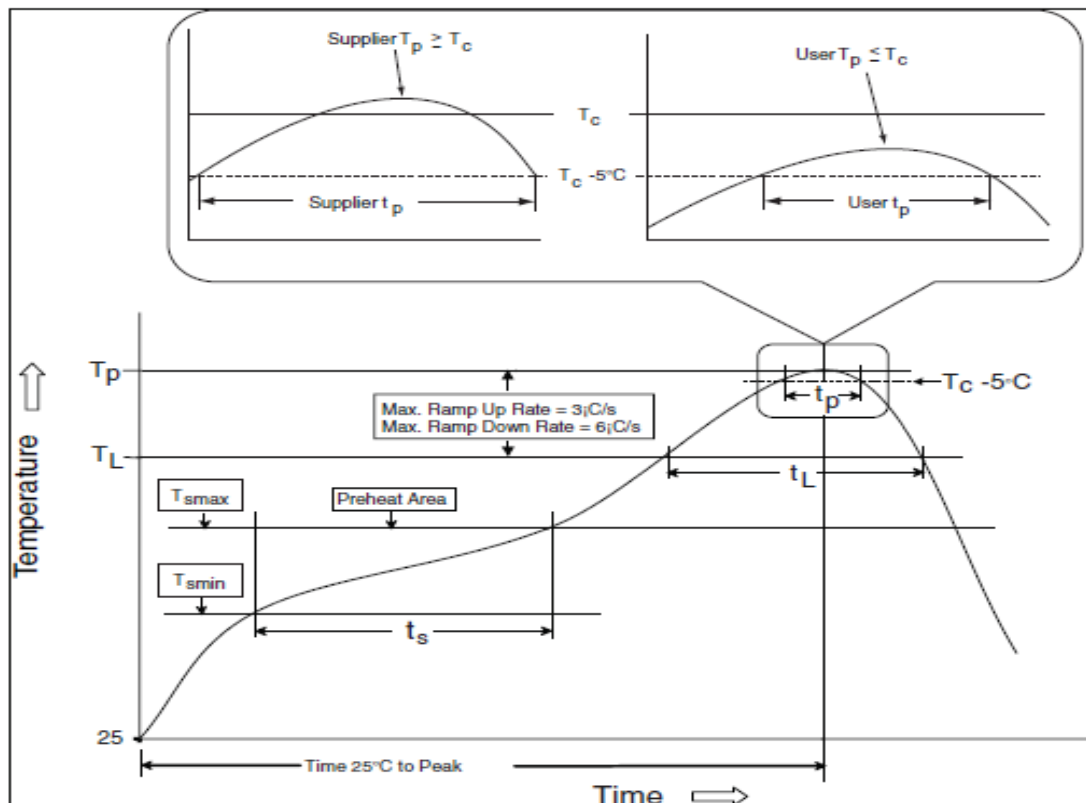 Supplier Tp ≥ Tc
User Tp ≤ Tc
Tc
Tc -5°C
Supplier tp
User tp
Tp
Tc -5°C
tp
Max. Ramp Up Rate = 3¡C/s
Max. Ramp Down Rate = 6¡C/s
TL
tL
Tsmax
Preheat Area
Tsmin
ts
Temperature
25
Time 25°C to Peak
Time